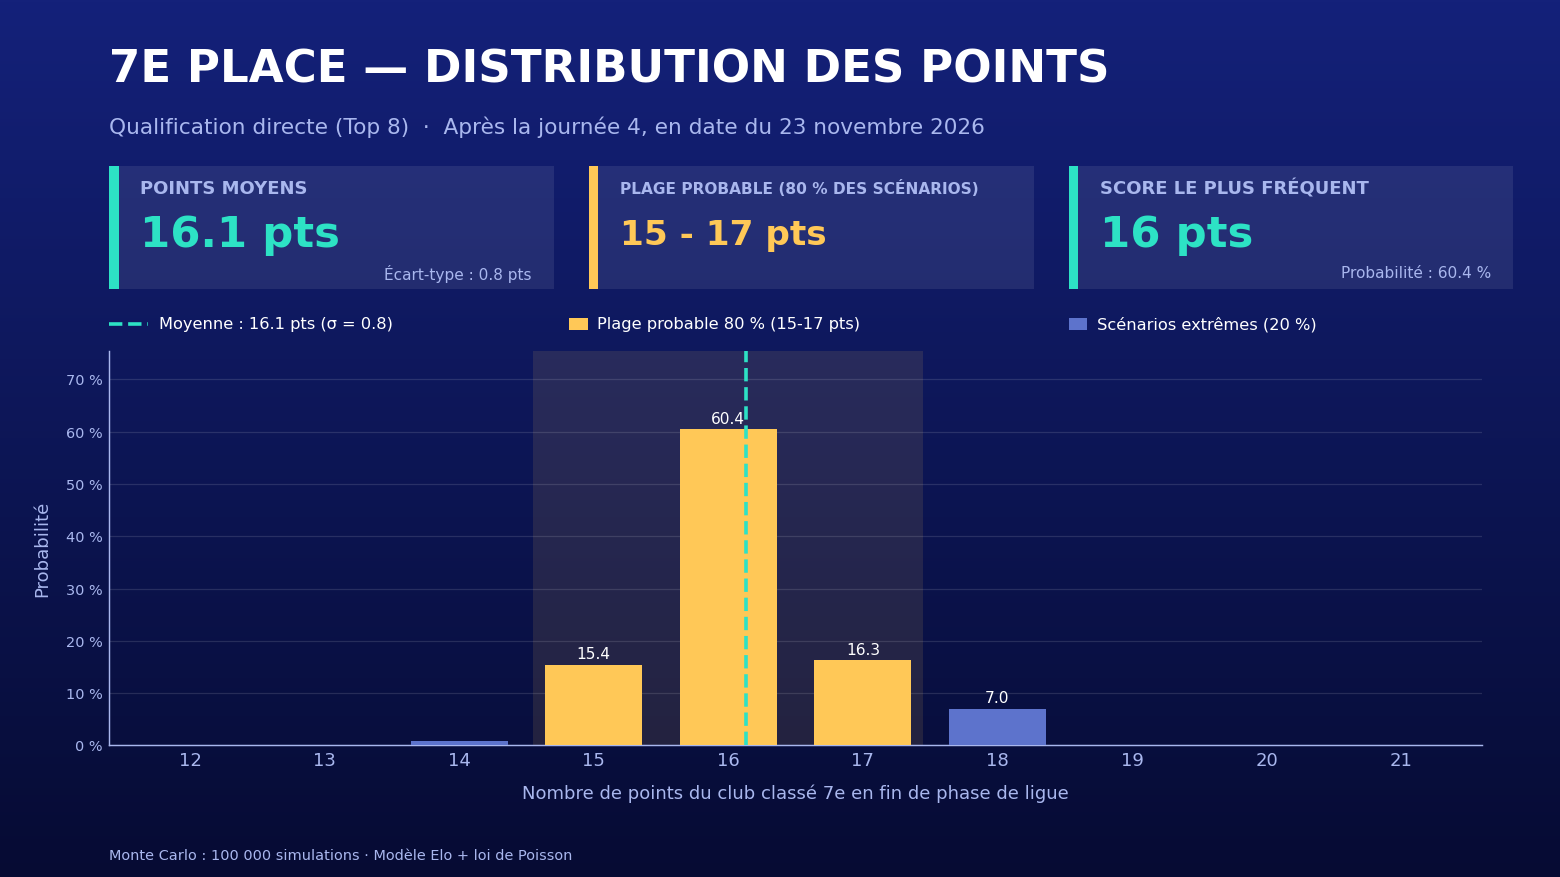 7E PLACE — DISTRIBUTION DES POINTS
Qualification directe (Top 8) · Après la journée 4, en date du 23 novembre 2026
POINTS MOYENS
16.1 pts
Écart-type : 0.8 pts
PLAGE PROBABLE (80 % DES SCÉNARIOS)
15 - 17 pts
SCORE LE PLUS FRÉQUENT
16 pts
Probabilité : 60.4 %
Moyenne : 16.1 pts (σ = 0.8)
Plage probable 80 % (15-17 pts)
Scénarios extrêmes (20 %)
Probabilité
70 %
60 %
50 %
40 %
30 %
20 %
10 %
0 %
15.4
60.4
16.3
7.0
12 13 14 15 16 17 18 19 20 21
Nombre de points du club classé 7e en fin de phase de ligue
Monte Carlo : 100 000 simulations · Modèle Elo + loi de Poisson